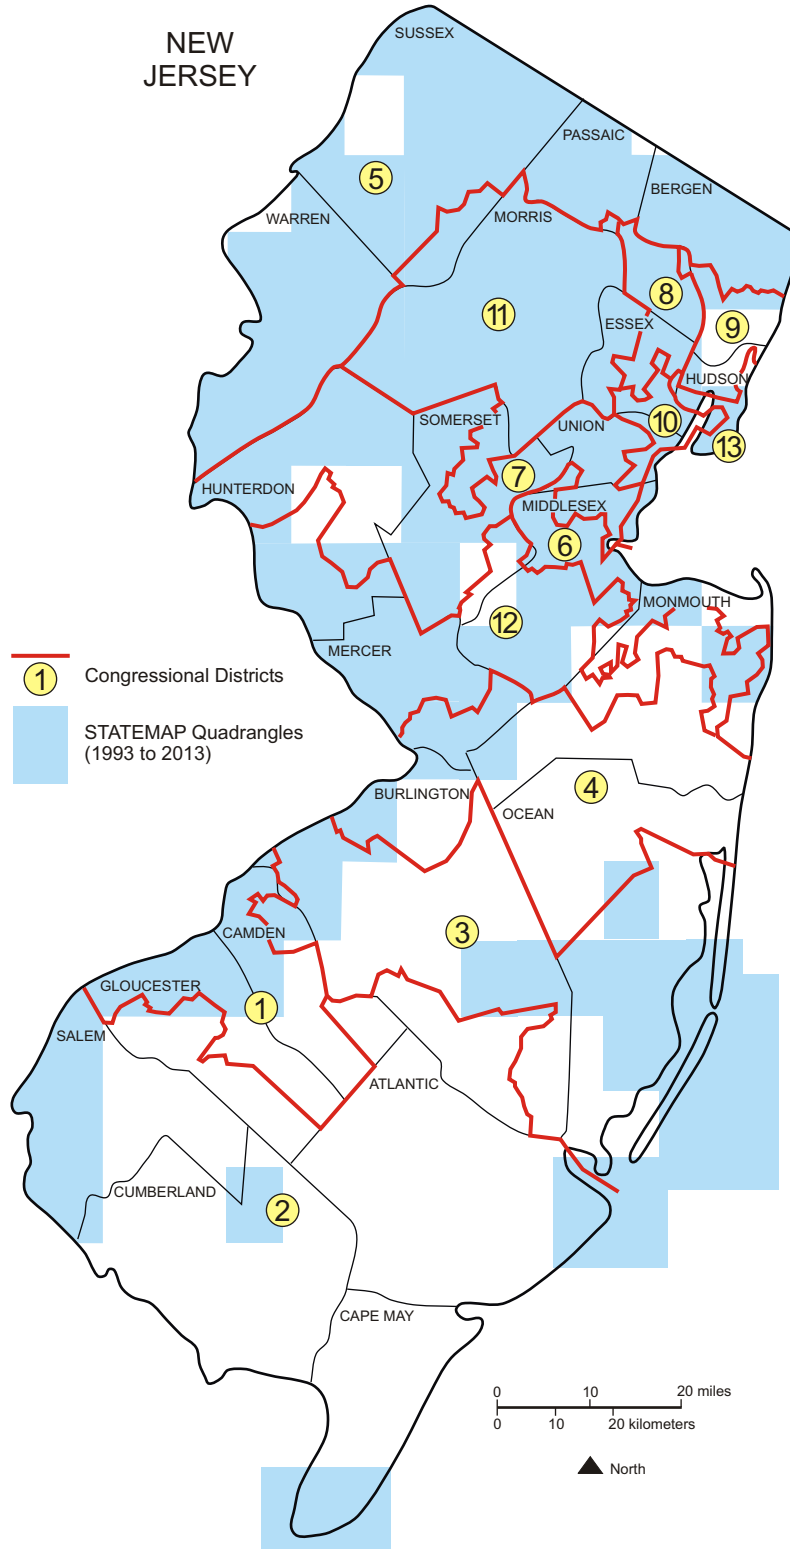 NEW
JERSEY
SUSSEX
PASSAIC
5
BERGEN
WARREN
MORRIS
8
11
ESSEX
9
HUDSON
SOMERSET
UNION
10
13
7
HUNTERDON
MIDDLESEX
6
MONMOUTH
12
MERCER
1
Congressional Districts
STATEMAP Quadrangles
(1993 to 2013)
BURLINGTON
4
OCEAN
CAMDEN
3
GLOUCESTER
1
SALEM
ATLANTIC
CUMBERLAND
2
CAPE MAY
0 10 20 miles
0 10 20 kilometers
North